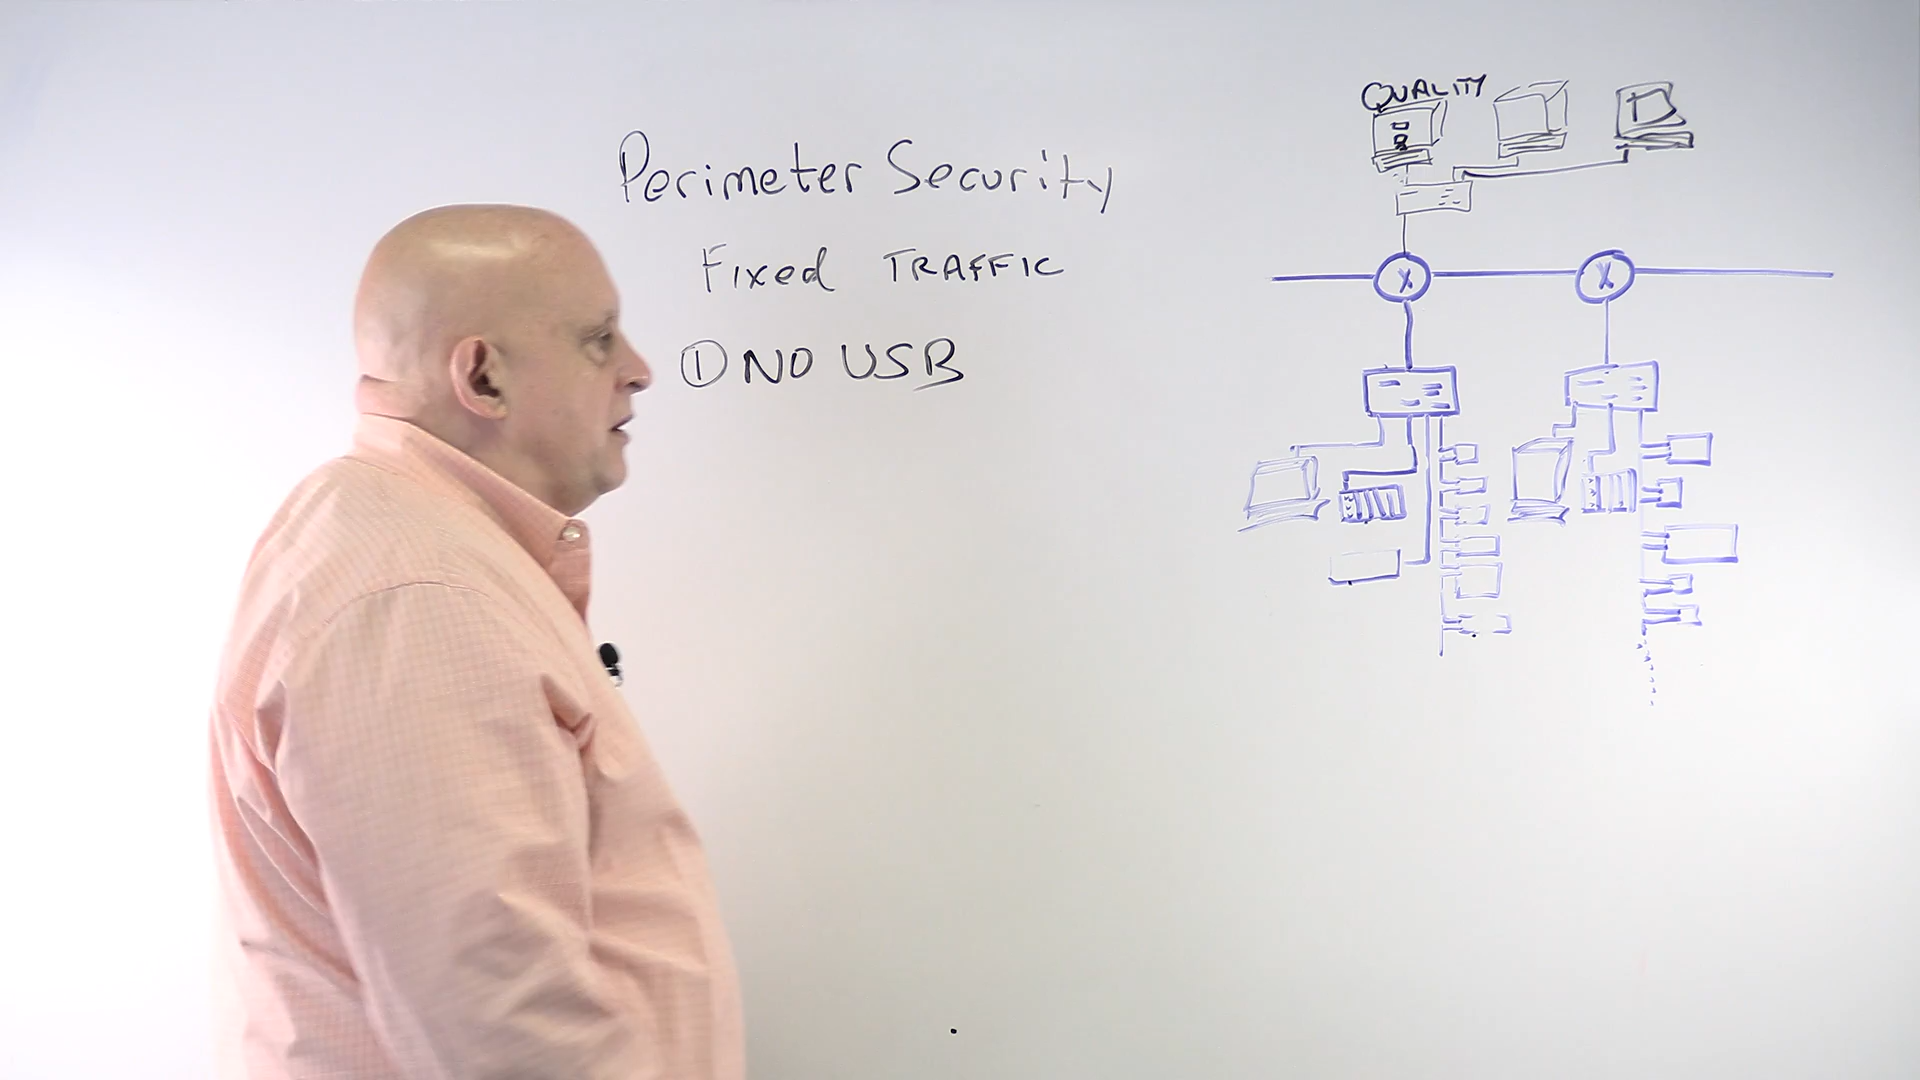 Perimeter Security
Fixed TRAFFIC
① NO USB
QUALITY
X
X